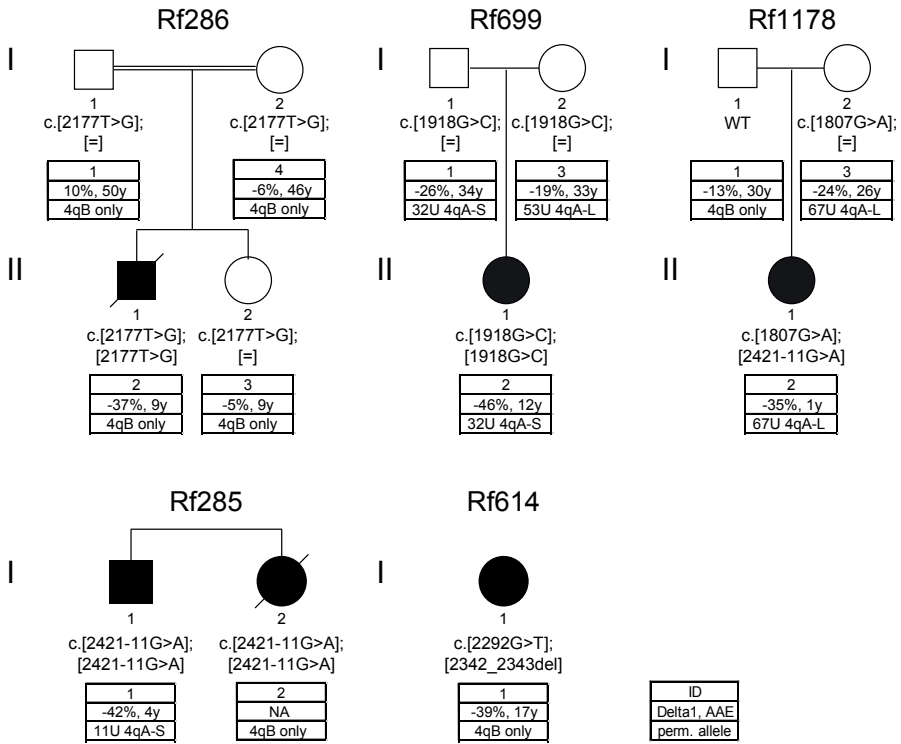 Rf286 Rf699 Rf1178
I I I
1 2 1 2 1 2
c.[2177T>G]; c.[2177T>G]; c.[1918G>C]; c.[1918G>C]; WT c.[1807G>A];
[=] [=] [=] [=] [=]
1 4 1 3 1 3
10%, 50y -6%, 46y -26%, 34y -19%, 33y -13%, 30y -24%, 26y
4qB only 4qB only 32U 4qA-S 53U 4qA-L 4qB only 67U 4qA-L
II II II
1 2 1 1
c.[2177T>G]; c.[2177T>G]; c.[1918G>C]; c.[1807G>A];
[2177T>G] [=] [1918G>C] [2421-11G>A]
2 3 2 2
-37%, 9y -5%, 9y -46%, 12y -35%, 1y
4qB only 4qB only 32U 4qA-S 67U 4qA-L
Rf285 Rf614
I I
1 2 1
c.[2421-11G>A]; c.[2421-11G>A]; c.[2292G>T];
[2421-11G>A] [2421-11G>A] [2342_2343del]
1 2 1 ID
-42%, 4y NA -39%, 17y Delta1, AAE
11U 4qA-S 4qB only 4qB only perm. allele